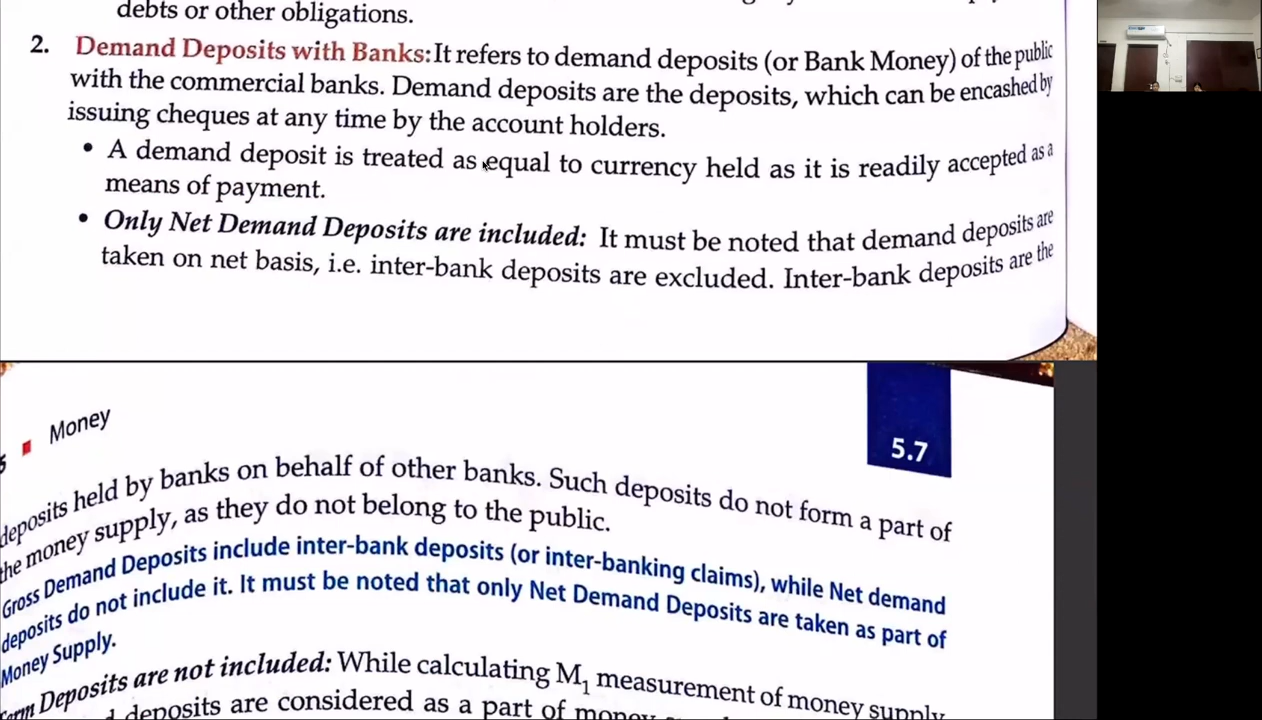 debts or other obligations.
2. Demand Deposits with Banks: It refers to demand deposits (or Bank Money) of the public
with the commercial banks. Demand deposits are the deposits, which can be encashed by
issuing cheques at any time by the account holders.
• A demand deposit is treated as equal to currency held as it is readily accepted as a
means of payment.
• Only Net Demand Deposits are included: It must be noted that demand deposits are
taken on net basis, i.e. inter-bank deposits are excluded. Inter-bank deposits are the
Money
5.7
deposits held by banks on behalf of other banks. Such deposits do not form a part of
the money supply, as they do not belong to the public.
Gross Demand Deposits include inter-bank deposits (or inter-banking claims), while Net demand
deposits do not include it. It must be noted that only Net Demand Deposits are taken as part of
Money Supply.
Deposits are not included: While calculating M₁ measurement of money supply
deposits are considered as a part of money